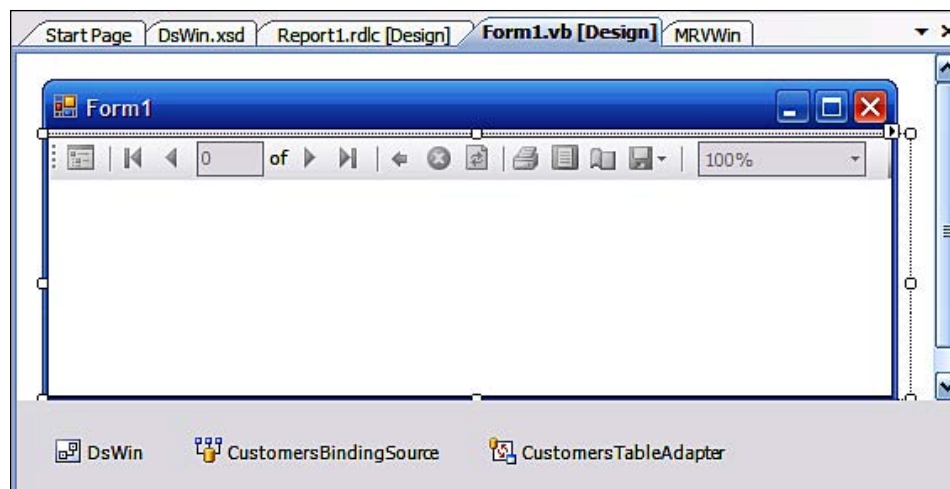 Start Page DsWin.xsd Report1.rdlc [Design] Form1.vb [Design] MRVWin
Form1
0 of 100%
DsWin CustomersBindingSource CustomersTableAdapter